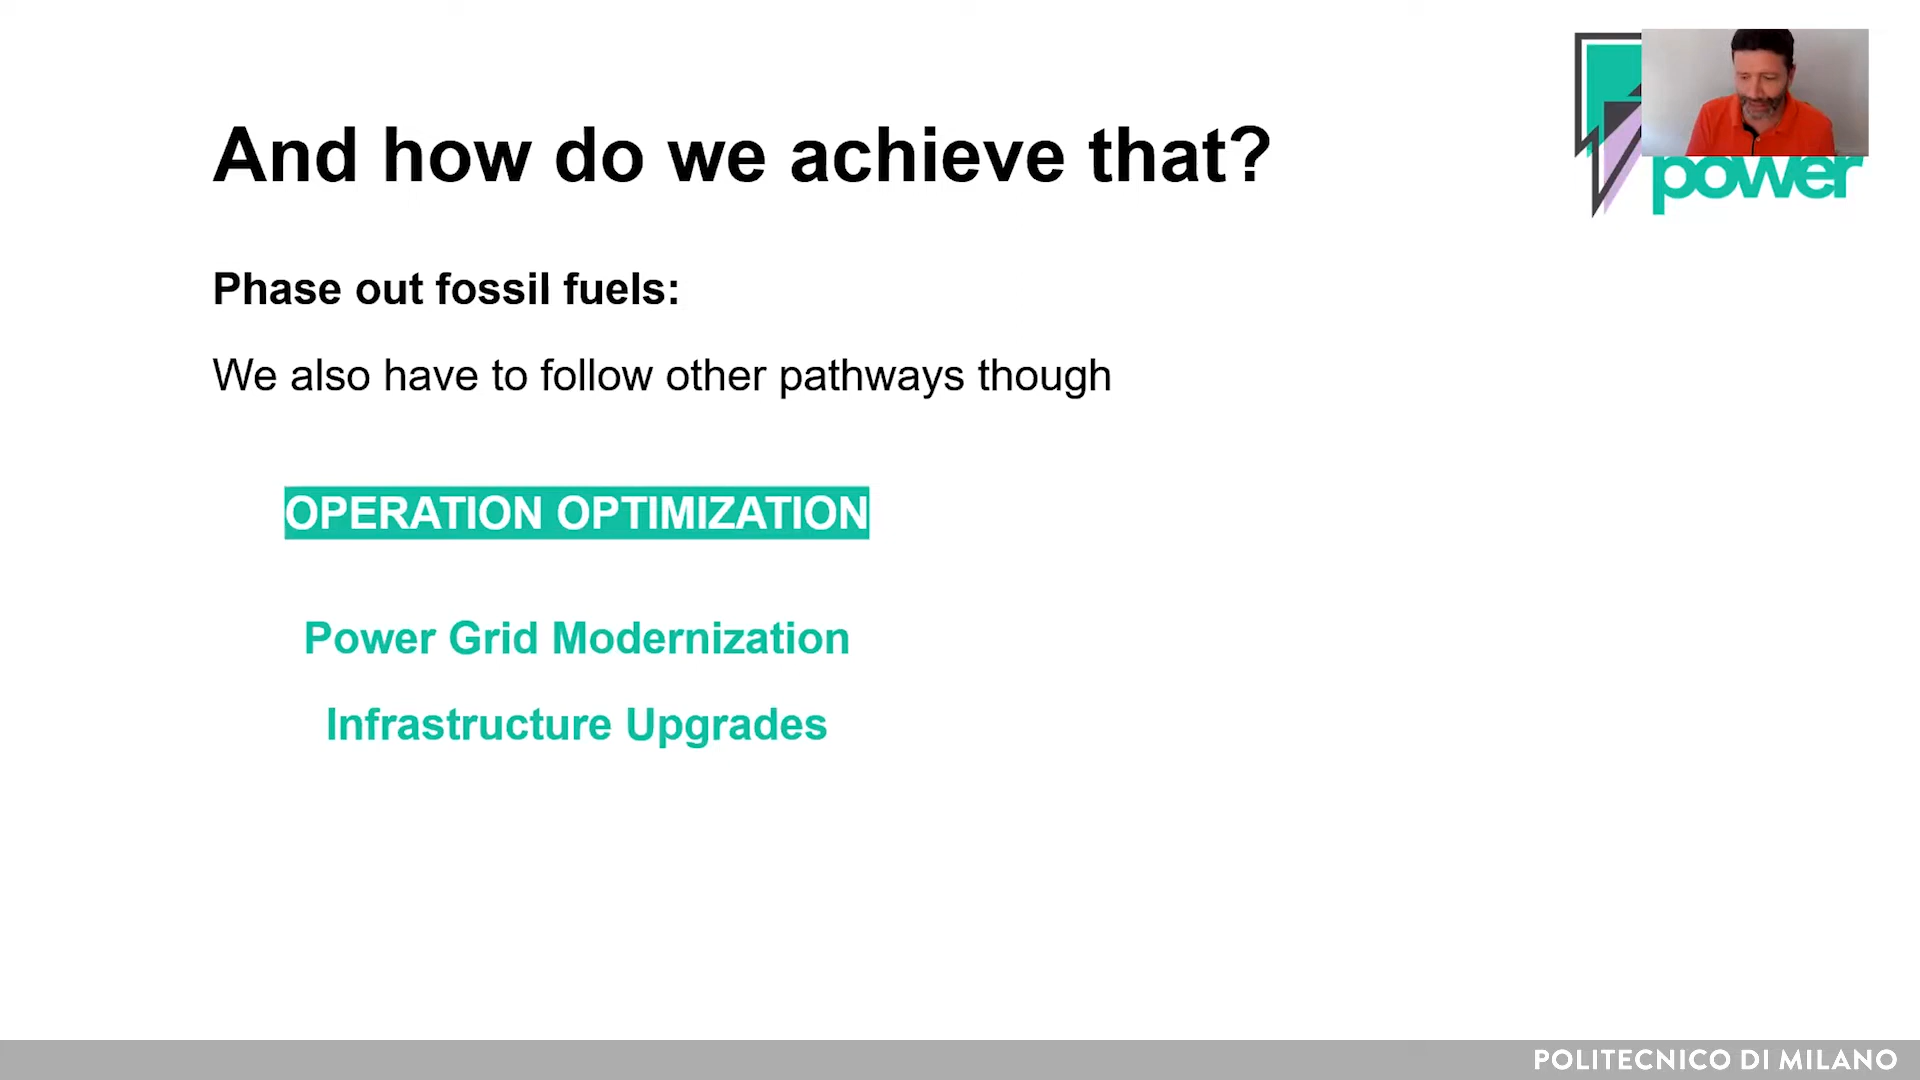 And how do we achieve that?
power
Phase out fossil fuels:
We also have to follow other pathways though
OPERATION OPTIMIZATION
Power Grid Modernization
Infrastructure Upgrades
POLITECNICO DI MILANO